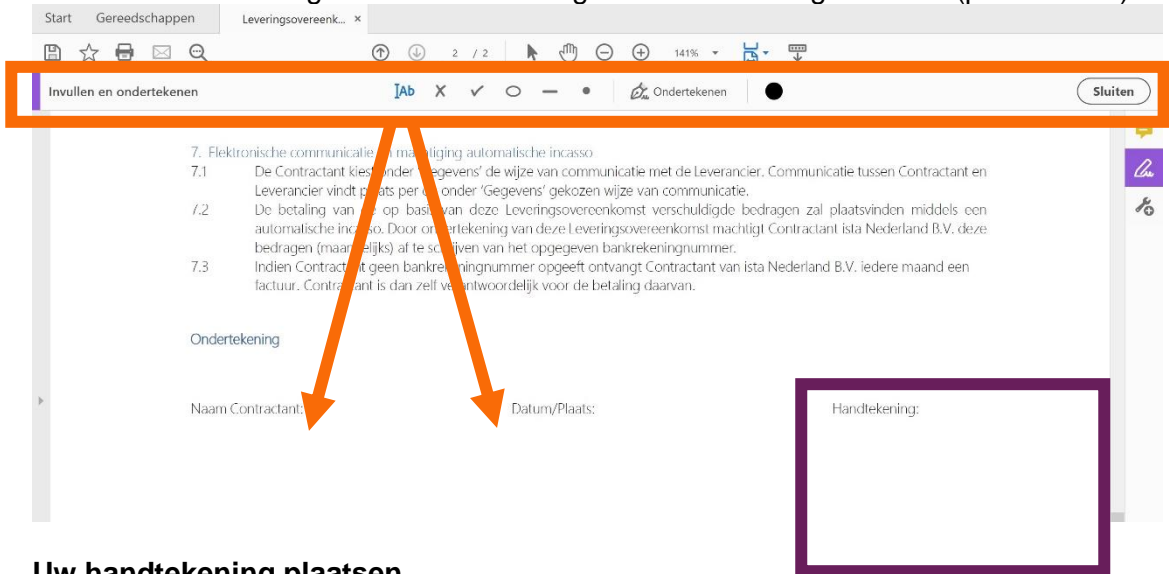 Start Gereedschappen Leveringsovereenk... ×
2 / 2 141%
Invullen en ondertekenen Ab Ondertekenen Sluiten
7. Elektronische communicatie en machtiging automatische incasso
7.1 De Contractant kiest onder 'Gegevens' de wijze van communicatie met de Leverancier. Communicatie tussen Contractant en
Leverancier vindt plaats per de onder 'Gegevens' gekozen wijze van communicatie.
7.2 De betaling van de op basis van deze Leveringsovereenkomst verschuldigde bedragen zal plaatsvinden middels een
automatische incasso. Door ondertekening van deze Leveringsovereenkomst machtigt Contractant ista Nederland B.V. deze
bedragen (maandelijks) af te schrijven van het opgegeven bankrekeningnummer.
7.3 Indien Contractant geen bankrekeningnummer opgeeft ontvangt Contractant van ista Nederland B.V. iedere maand een
factuur. Contractant is dan zelf verantwoordelijk voor de betaling daarvan.
Ondertekening
Naam Contractant: Datum/Plaats: Handtekening:
Uw handtekening plaatsen